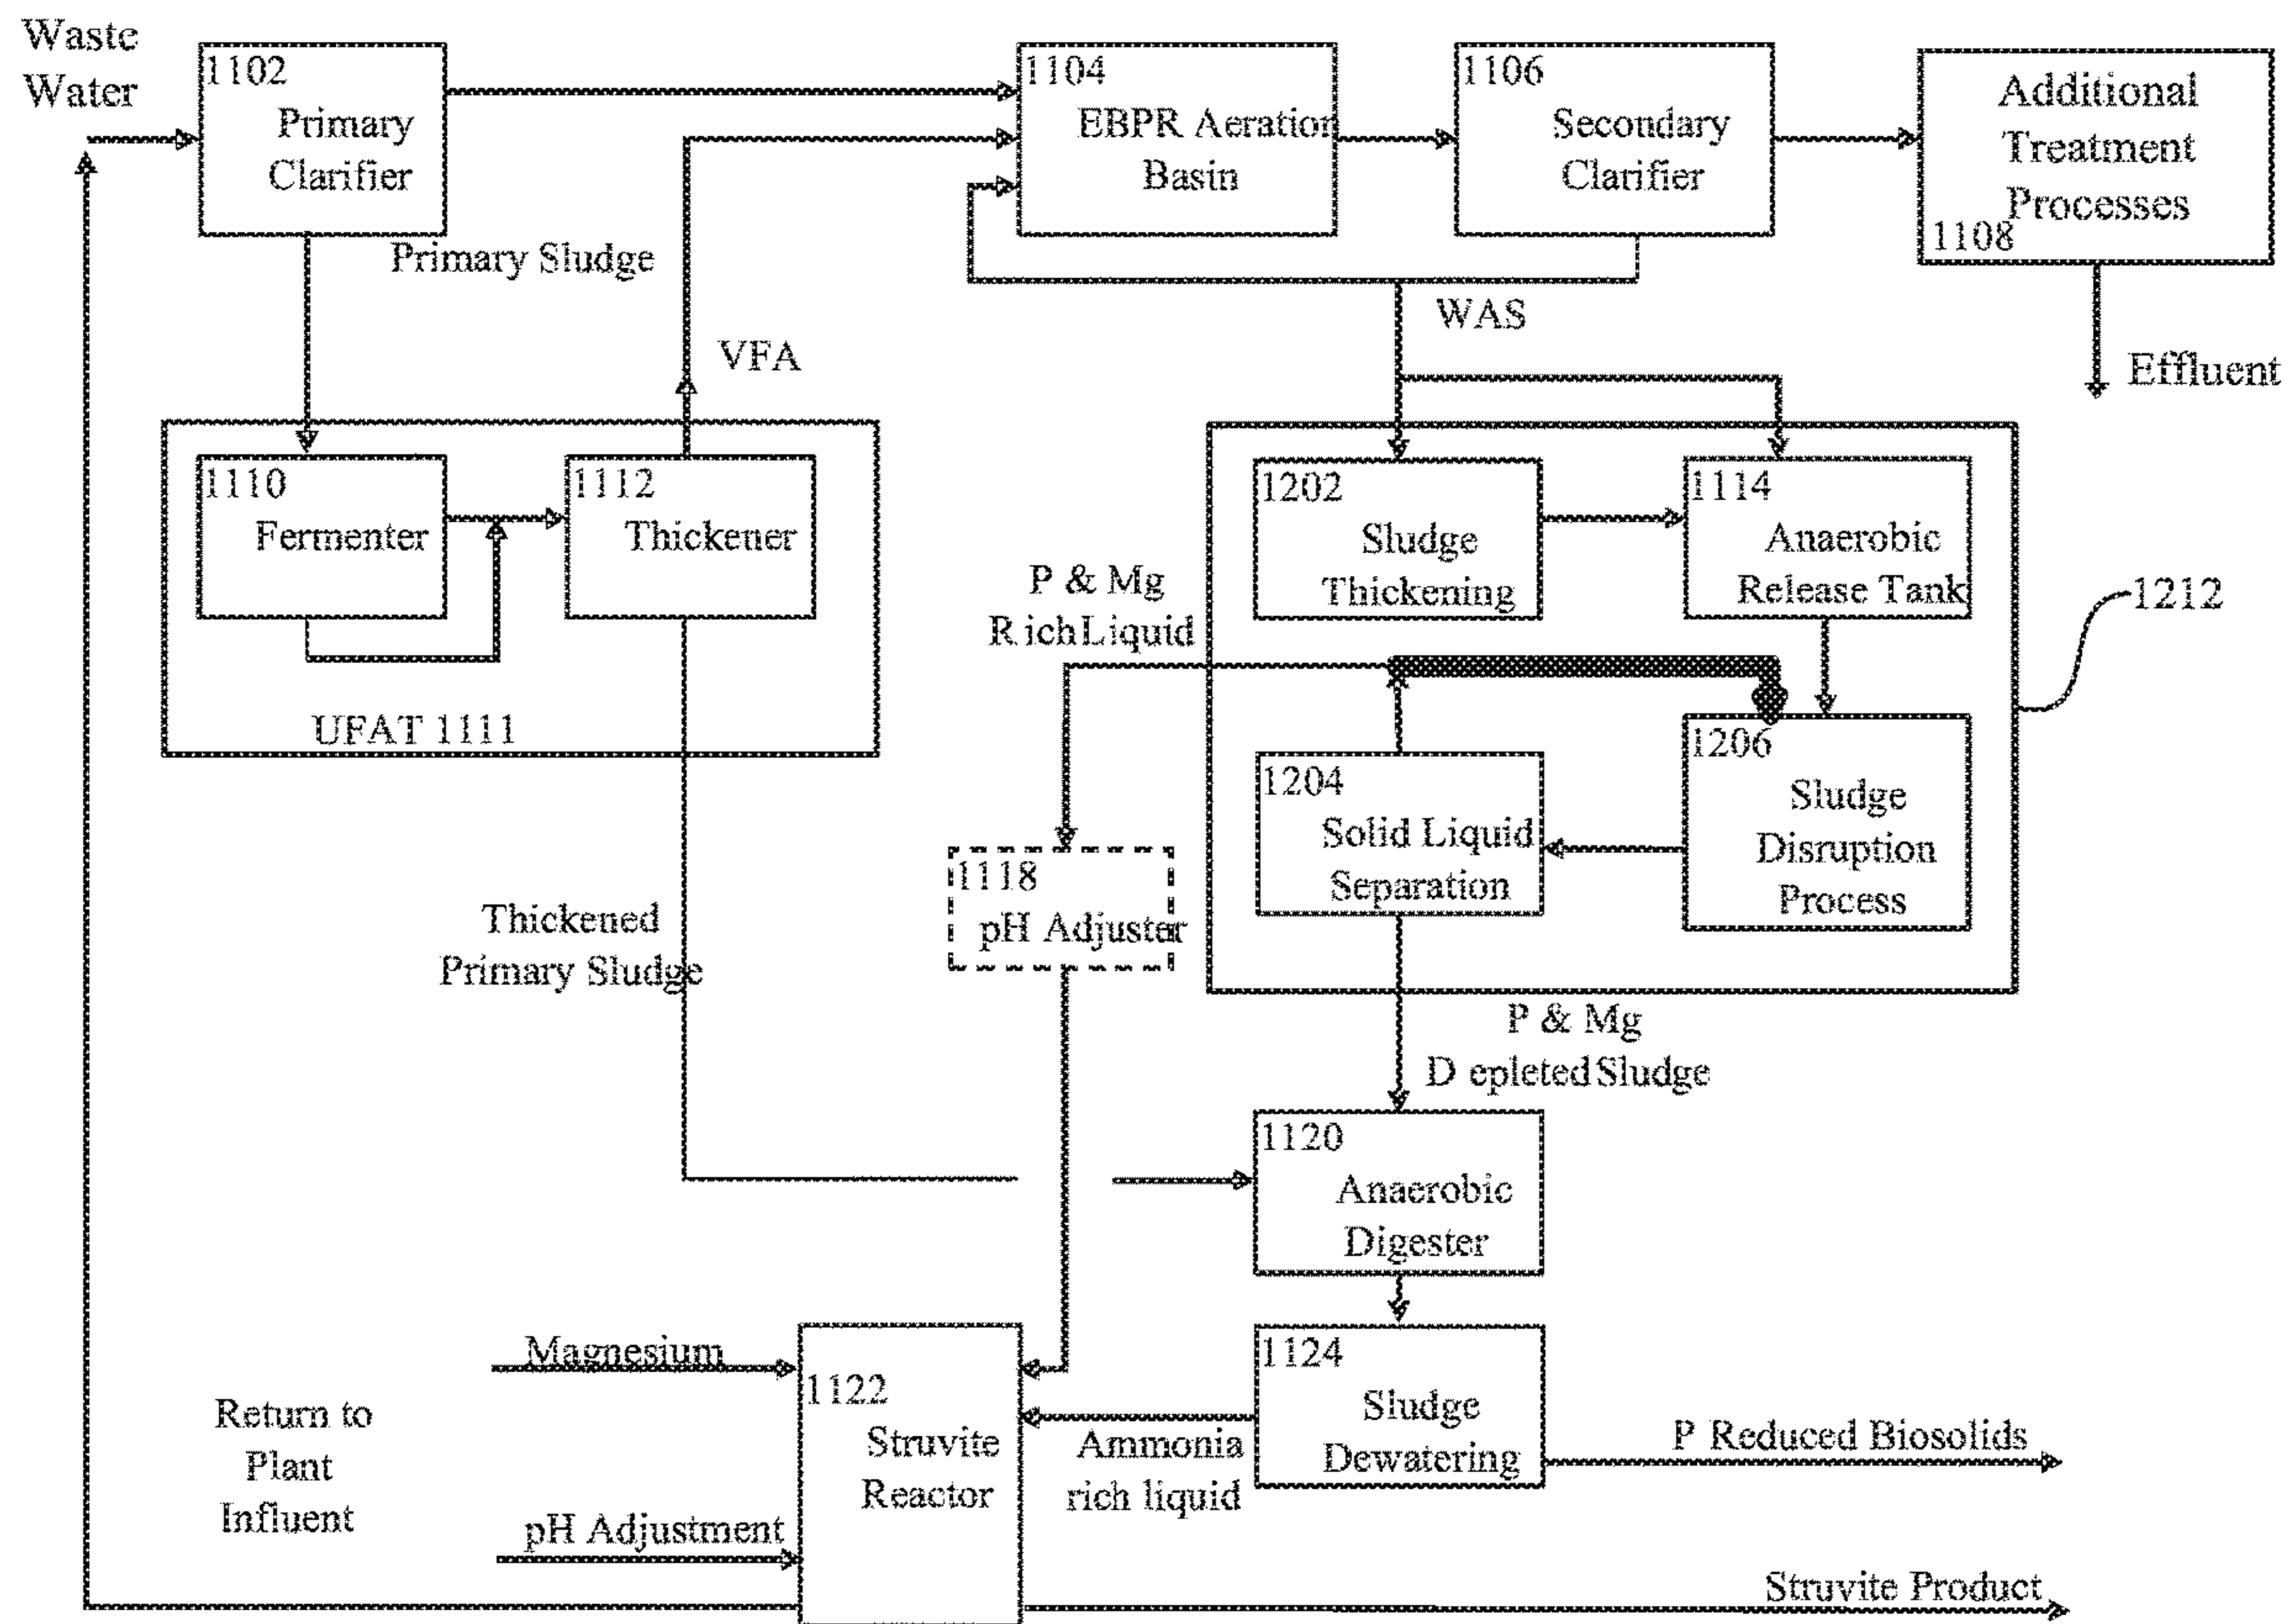 Waste
Water
1102
Primary
Clarifier
1104
EBPR Aeration
Basin
1106
Secondary
Clarifier
Additional
Treatment
Processes
1108
Primary Sludge
WAS
VFA
Effluent
1110
Fermenter
1112
Thickener
UFAT 1111
1202
Sludge
Thickening
1114
Anaerobic
Release Tank
1212
P & Mg
Rich Liquid
1204
Solid Liquid
Separation
1206
Sludge
Disruption
Process
1118
pH Adjuster
Thickened
Primary Sludge
P & Mg
D epleted Sludge
1120
Anaerobic
Digester
Magnesium
1122
Struvite
Reactor
1124
Sludge
Dewatering
Return to
Plant
Influent
Ammonia
rich liquid
P Reduced Biosolids
pH Adjustment
Struvite Product